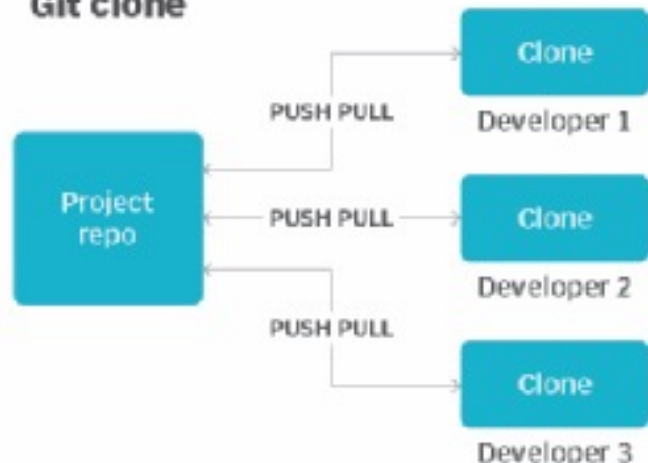 Git clone
Clone
PUSH PULL
Developer 1
Project
repo
PUSH PULL
Clone
Developer 2
PUSH PULL
Clone
Developer 3